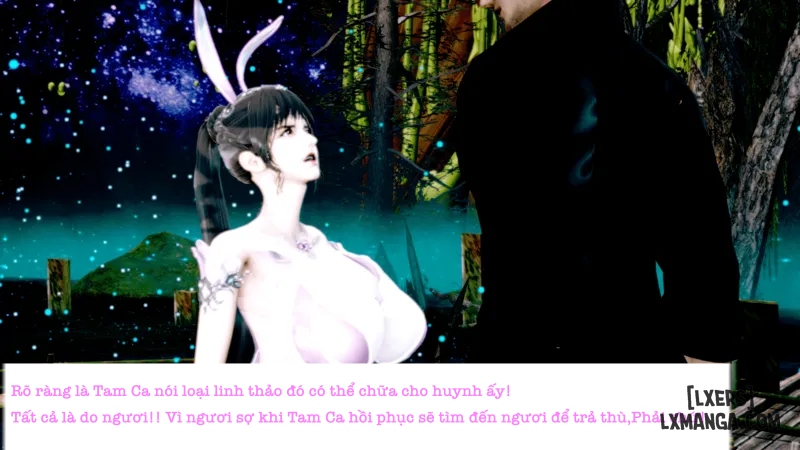 Rõ ràng là Tam Ca nói loại linh thảo đó có thể chữa cho huynh ấy!
Tất cả là do ngươi!! Vì ngươi sợ khi Tam Ca hồi phục sẽ tìm đến ngươi để trả thù,
[LXERS]
LXMANGA.COM